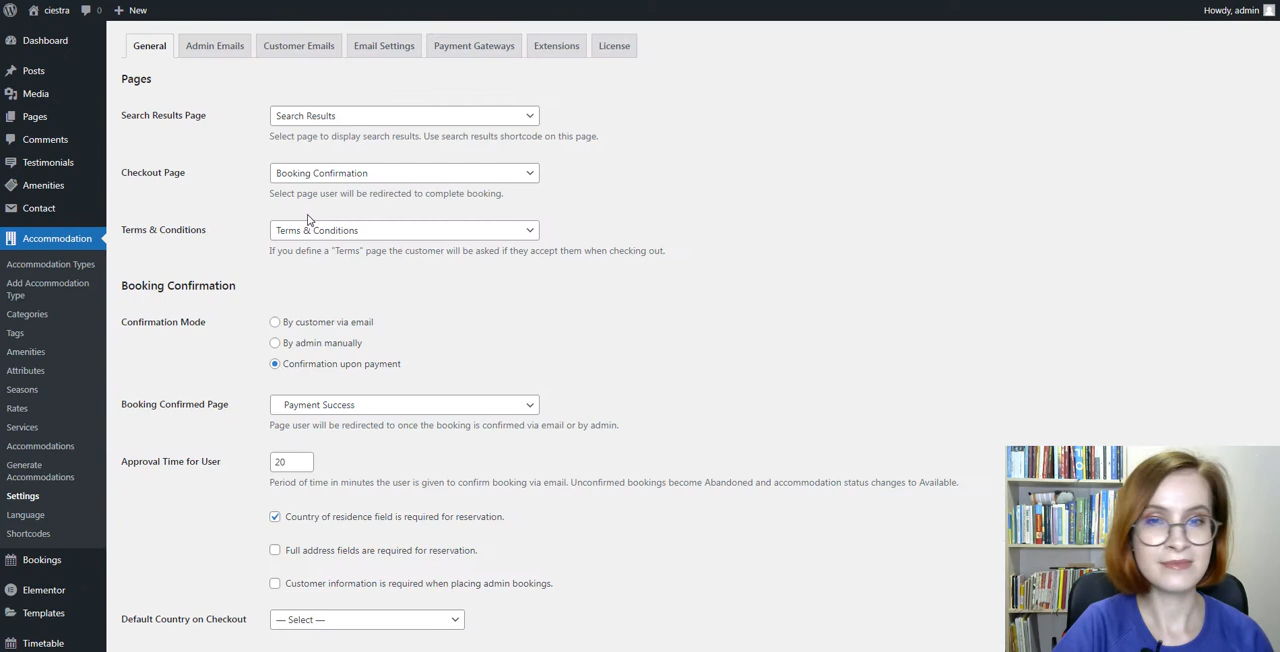 ciestra 0 New Howdy, admin
Dashboard
Posts
Media
Pages
Comments
Testimonials
Amenities
Contact
Accommodation
Accommodation Types
Add Accommodation
Type
Categories
Tags
Amenities
Attributes
Seasons
Rates
Services
Accommodations
Generate
Accommodations
Settings
Language
Shortcodes
Bookings
Elementor
Templates
Timetable
General Admin Emails Customer Emails Email Settings Payment Gateways Extensions License
Pages
Search Results Page Search Results
Select page to display search results. Use search results shortcode on this page.
Checkout Page Booking Confirmation
Select page user will be redirected to complete booking.
Terms & Conditions Terms & Conditions
If you define a "Terms" page the customer will be asked if they accept them when checking out.
Booking Confirmation
Confirmation Mode By customer via email
By admin manually
Confirmation upon payment
Booking Confirmed Page Payment Success
Page user will be redirected to once the booking is confirmed via email or by admin.
Approval Time for User 20
Period of time in minutes the user is given to confirm booking via email. Unconfirmed bookings become Abandoned and accommodation status changes to Available.
Country of residence field is required for reservation.
Full address fields are required for reservation.
Customer information is required when placing admin bookings.
Default Country on Checkout — Select —